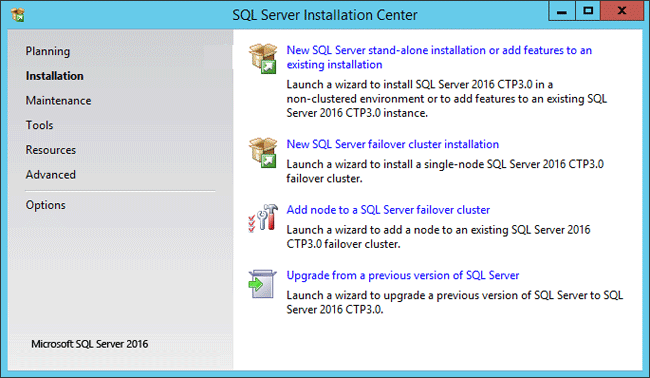 SQL Server Installation Center
Planning
Installation
Maintenance
Tools
Resources
Advanced
Options
Microsoft SQL Server 2016
New SQL Server stand-alone installation or add features to an
existing installation
Launch a wizard to install SQL Server 2016 CTP3.0 in a
non-clustered environment or to add features to an existing SQL
Server 2016 CTP3.0 instance.
New SQL Server failover cluster installation
Launch a wizard to install a single-node SQL Server 2016 CTP3.0
failover cluster.
Add node to a SQL Server failover cluster
Launch a wizard to add a node to an existing SQL Server 2016
CTP3.0 failover cluster.
Upgrade from a previous version of SQL Server
Launch a wizard to upgrade a previous version of SQL Server to SQL
Server 2016 CTP3.0.